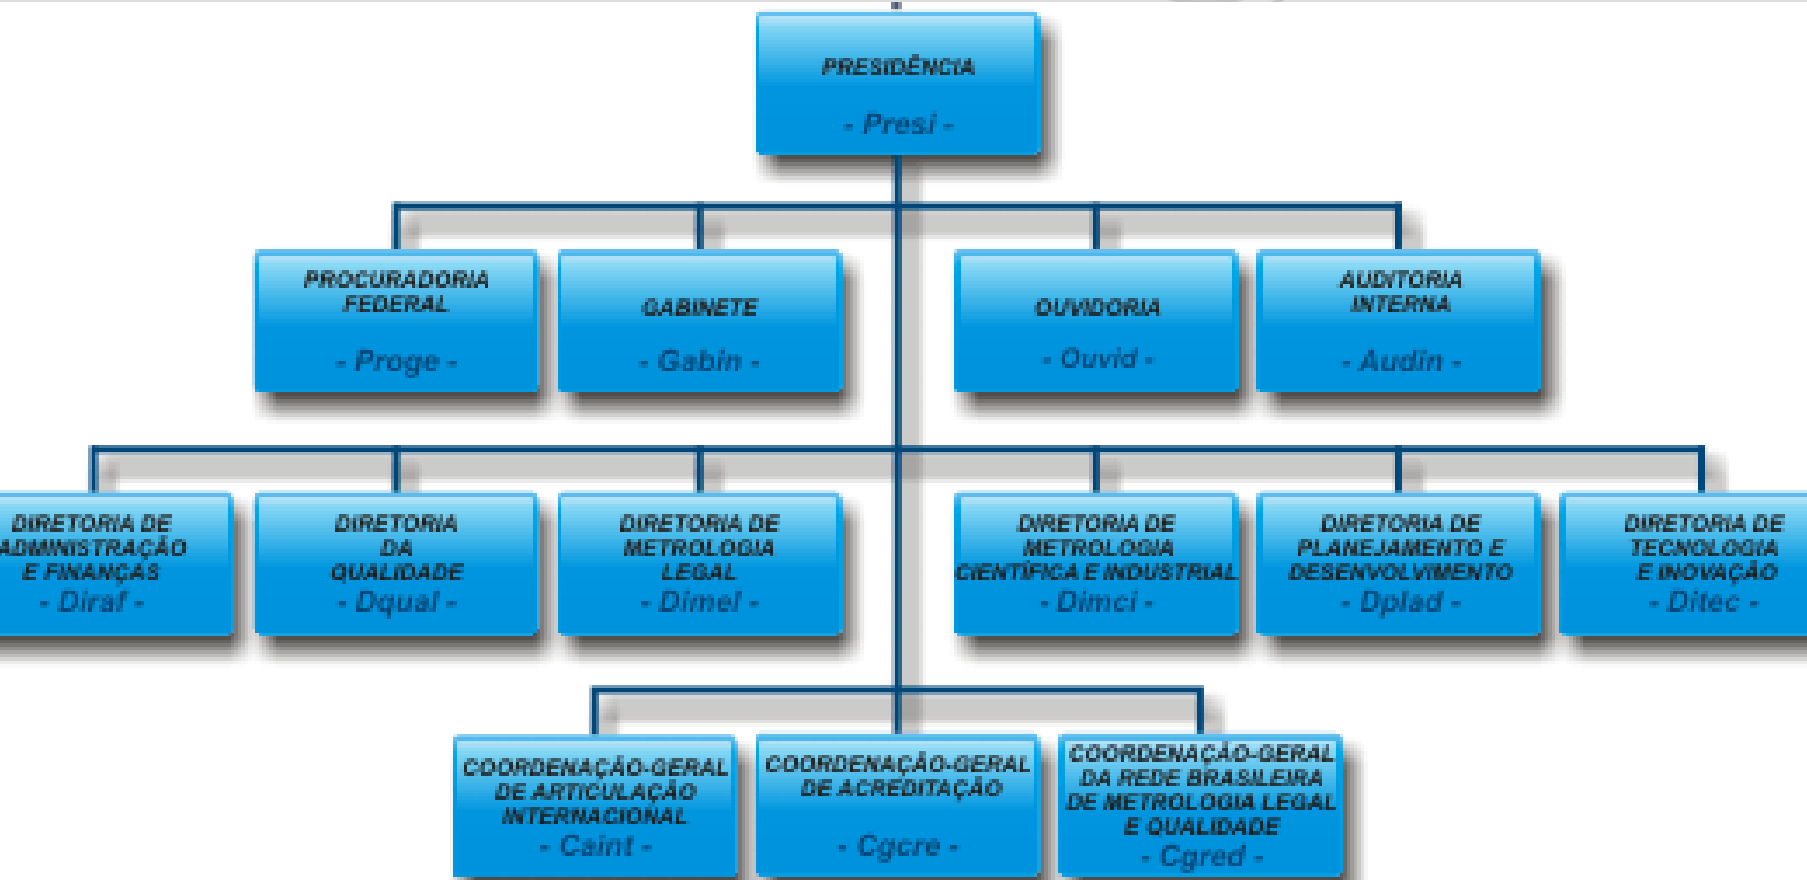 PRESIDÊNCIA
- Presi -
PROCURADORIA
FEDERAL
- Proge -
GABINETE
- Gabin -
OUVIDORIA
- Ouvid -
AUDITORIA
INTERNA
- Audin -
DIRETORIA DE
ADMINISTRAÇÃO
E FINANÇAS
- Diraf -
DIRETORIA
DA
QUALIDADE
- Dqual -
DIRETORIA DE
METROLOGIA
LEGAL
- Dimel -
DIRETORIA DE
METROLOGIA
CIENTÍFICA E INDUSTRIAL
- Dimci -
DIRETORIA DE
PLANEJAMENTO E
DESENVOLVIMENTO
- Dplad -
DIRETORIA DE
TECNOLOGIA
E INOVAÇÃO
- Ditec -
COORDENAÇÃO-GERAL
DE ARTICULAÇÃO
INTERNACIONAL
- Caint -
COORDENAÇÃO-GERAL
DE ACREDITAÇÃO
- Cgcre -
COORDENAÇÃO-GERAL
DA REDE BRASILEIRA
DE METROLOGIA LEGAL
E QUALIDADE
- Cgred -